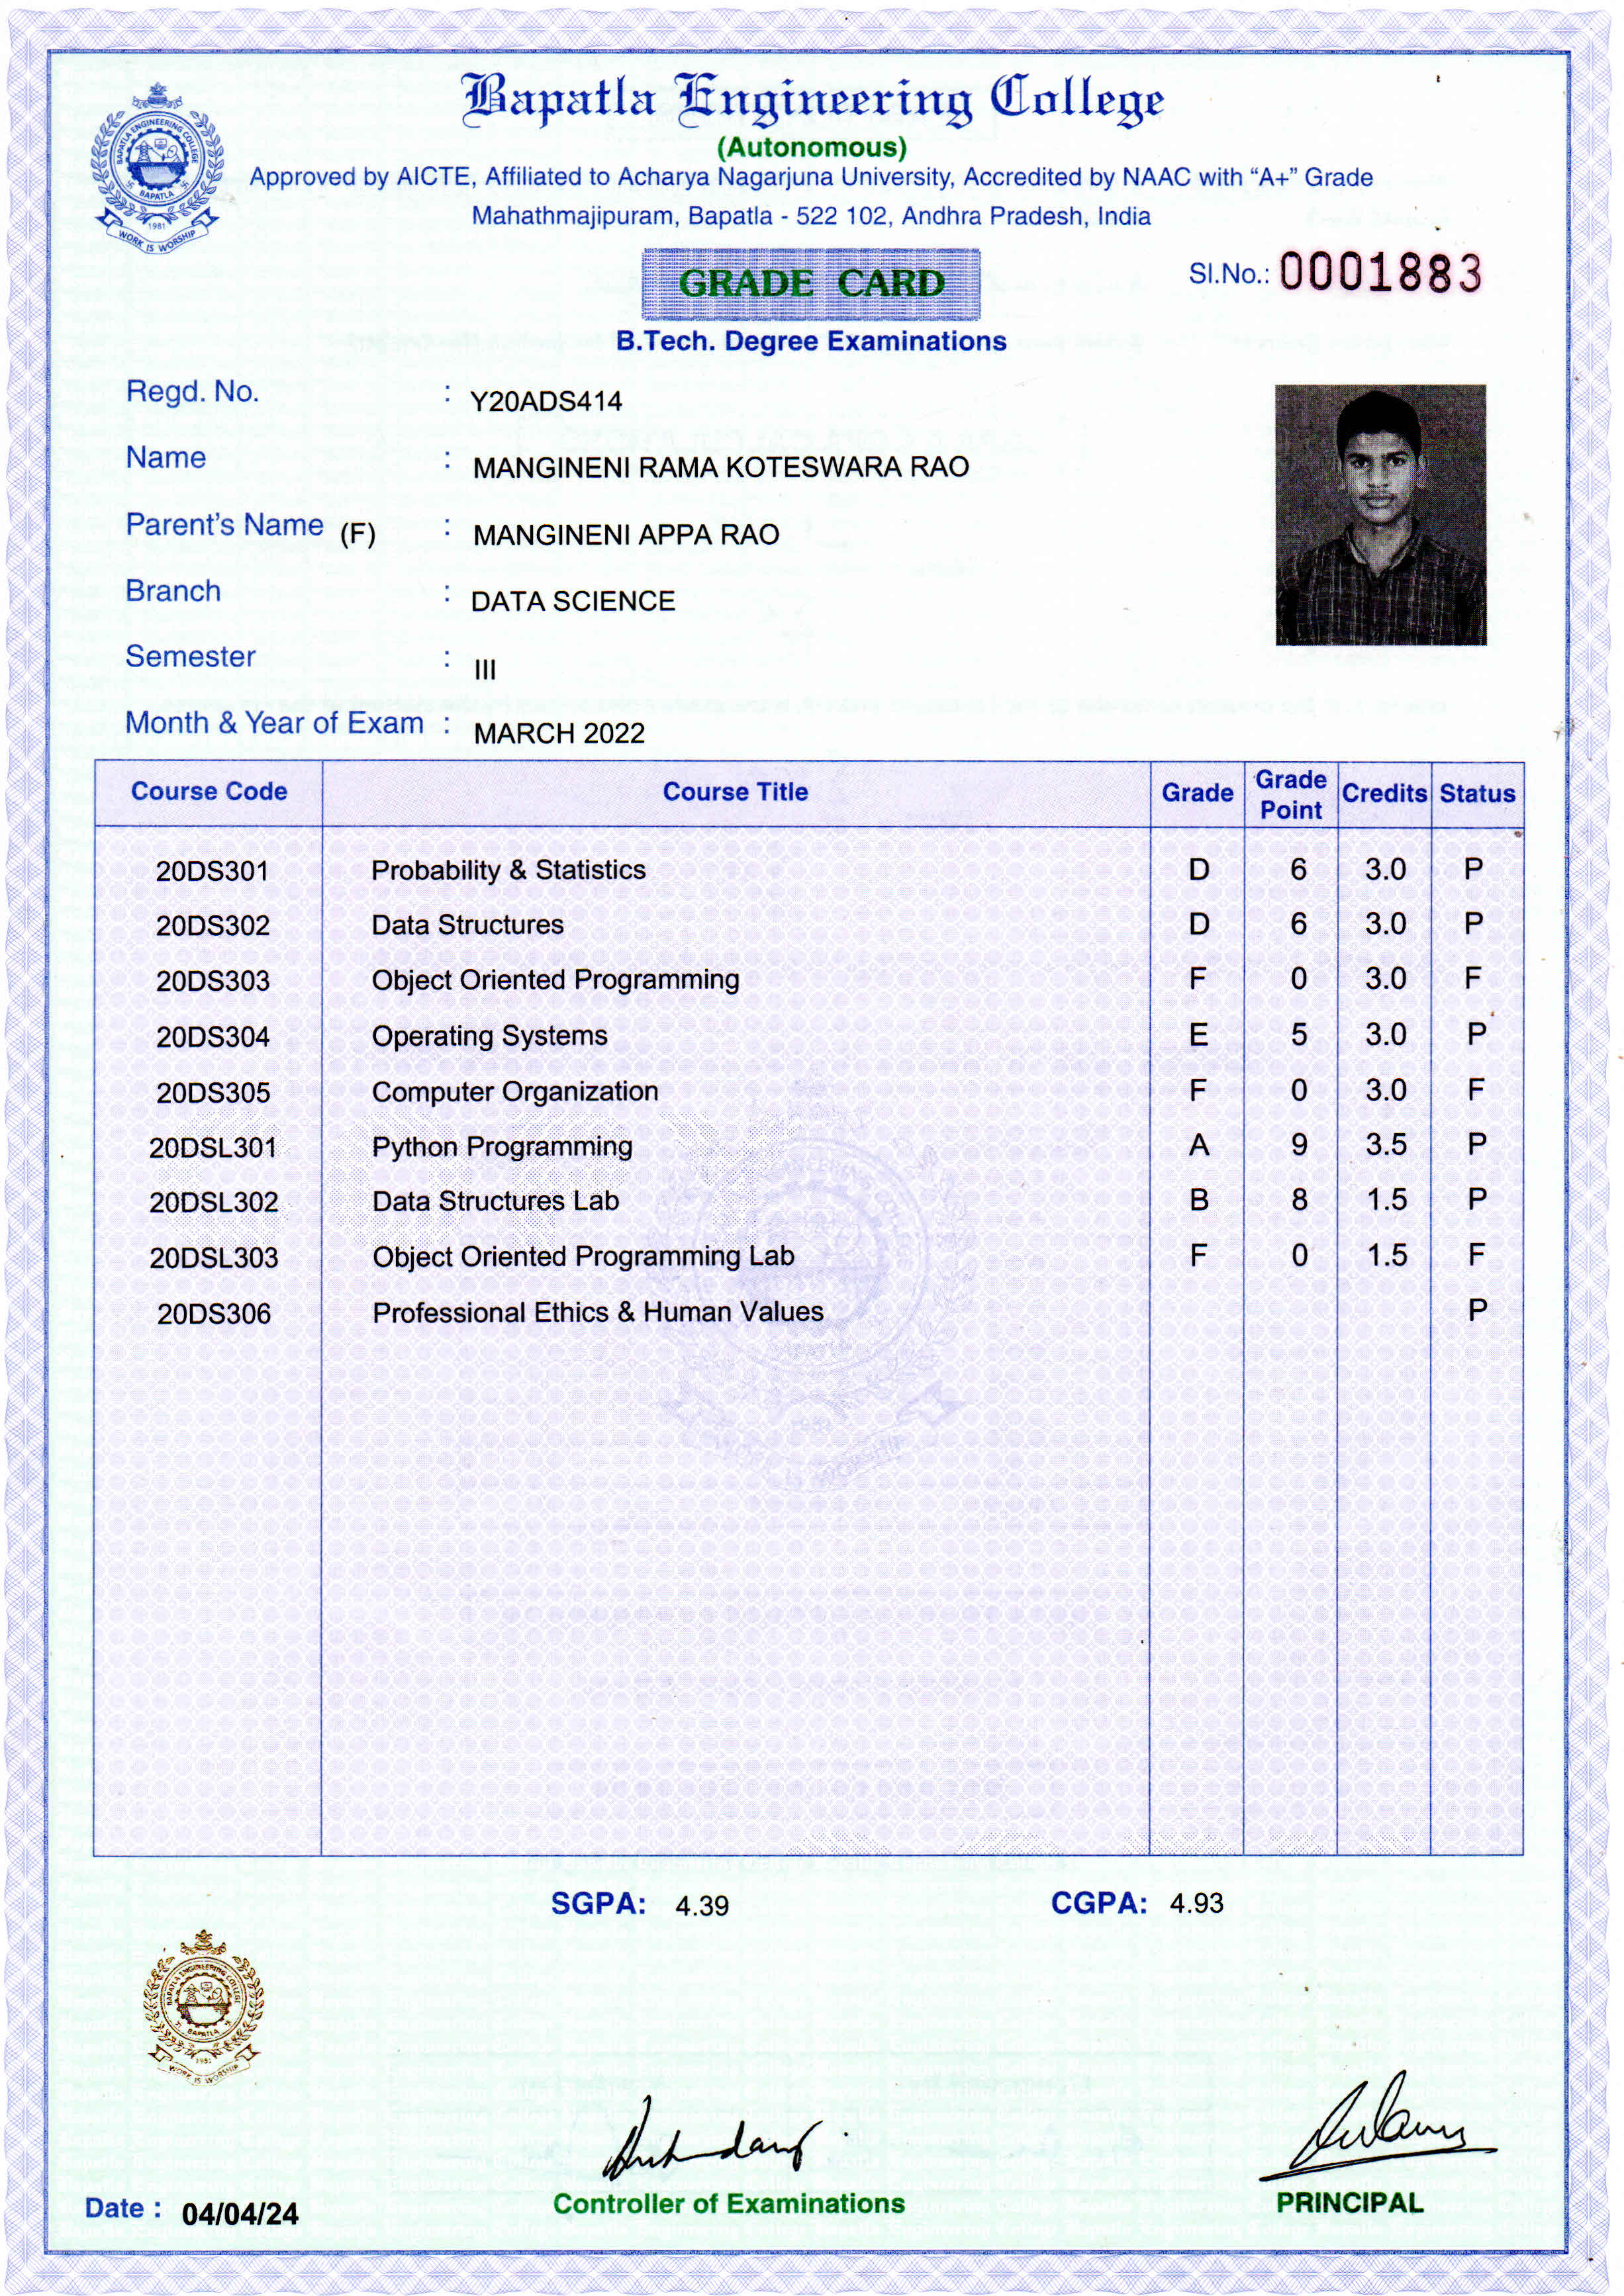 Bapatla Engineering College
(Autonomous)
Approved by AICTE, Affiliated to Acharya Nagarjuna University, Accredited by NAAC with “A+” Grade
Mahathmajipuram, Bapatla - 522 102, Andhra Pradesh, India
BAPATLA ENGINEERING COLLEGE
BAPATLA
1981
WORK IS WORSHIP
GRADE CARD
Sl.No.: 0001883
B.Tech. Degree Examinations
Regd. No. : Y20ADS414
Name : MANGINENI RAMA KOTESWARA RAO
Parent's Name (F) : MANGINENI APPA RAO
Branch : DATA SCIENCE
Semester : III
Month & Year of Exam : MARCH 2022
Course Code Course Title Grade Grade Point Credits Status
20DS301 Probability & Statistics D 6 3.0 P
20DS302 Data Structures D 6 3.0 P
20DS303 Object Oriented Programming F 0 3.0 F
20DS304 Operating Systems E 5 3.0 P
20DS305 Computer Organization F 0 3.0 F
20DSL301 Python Programming A 9 3.5 P
20DSL302 Data Structures Lab B 8 1.5 P
20DSL303 Object Oriented Programming Lab F 0 1.5 F
20DS306 Professional Ethics & Human Values P
SGPA: 4.39 CGPA: 4.93
BAPATLA ENGINEERING COLLEGE
BAPATLA
1981
WORK IS WORSHIP
Date : 04/04/24
Controller of Examinations
PRINCIPAL